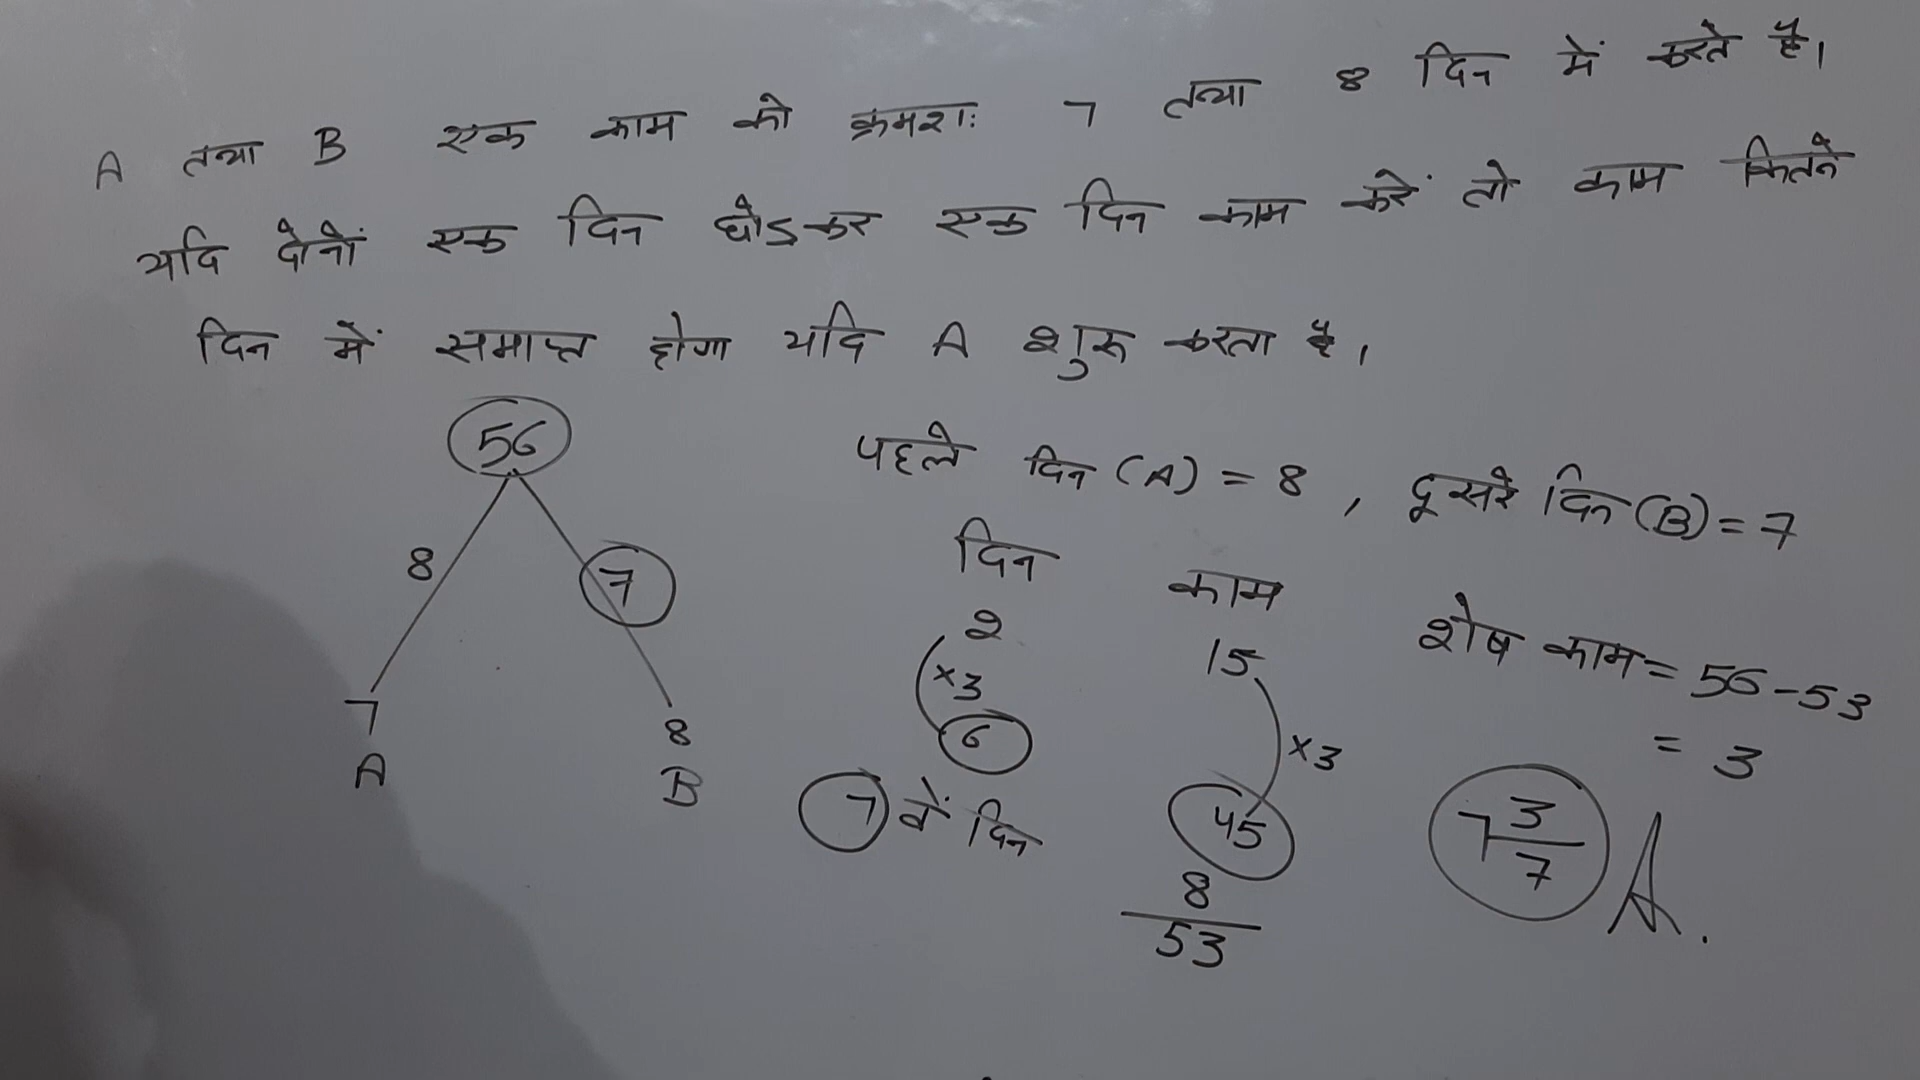 A तथा B एक काम को क्रमशः 7 तथा 8 दिन में करते है।
यदि दोनों एक दिन छोडकर एक दिन काम करें तो काम कितने
दिन में समाप्त होगा यदि A शुरू करता है।
56
8
7
7
A
8
B
पहले दिन (A) = 8 , दूसरे दिन (B) = 7
दिन काम
2 15
×3 ×3
6 45
7 वें दिन 8
53
शेष काम = 56 - 53
= 3
7 3/7 A.